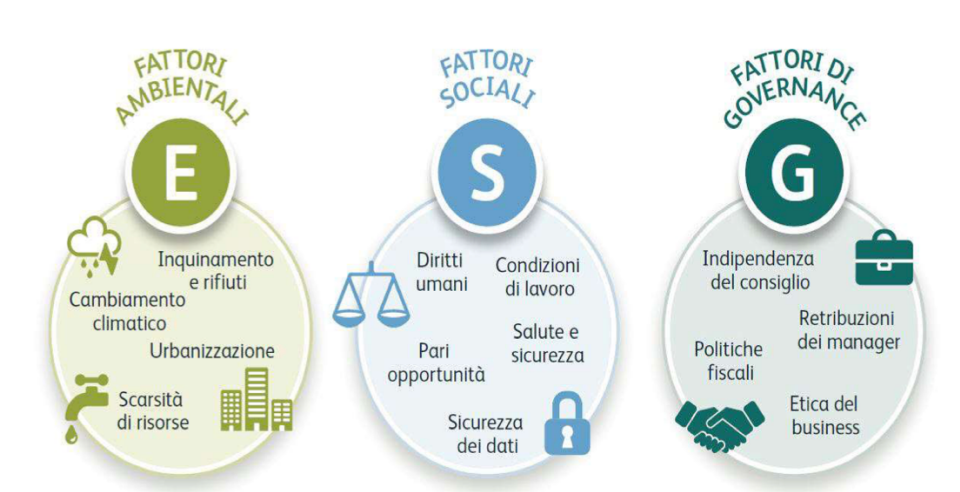 FATTORI
AMBIENTALI
E
Inquinamento
e rifiuti
Cambiamento
climatico
Urbanizzazione
Scarsità
di risorse
FATTORI
SOCIALI
S
Diritti
umani
Condizioni
di lavoro
Salute e
sicurezza
Pari
opportunità
Sicurezza
dei dati
FATTORI DI
GOVERNANCE
G
Indipendenza
del consiglio
Retribuzioni
dei manager
Politiche
fiscali
Etica del
business